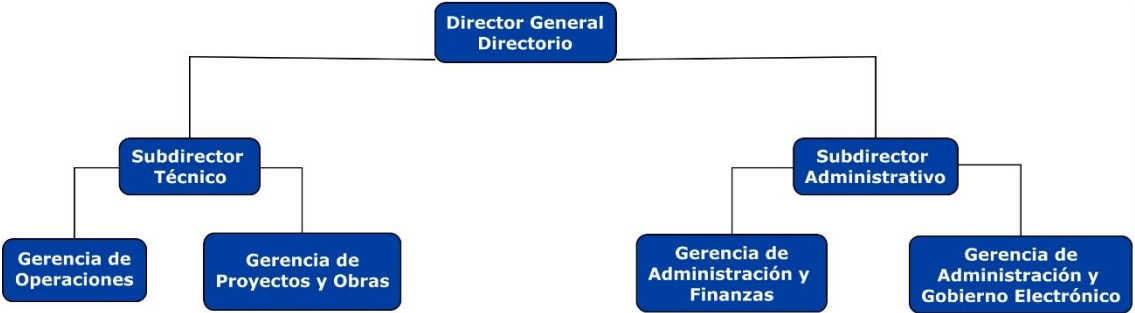 Director General
Directorio
Subdirector
Técnico
Subdirector
Administrativo
Gerencia de
Operaciones
Gerencia de
Proyectos y Obras
Gerencia de
Administración y
Finanzas
Gerencia de
Administración y
Gobierno Electrónico